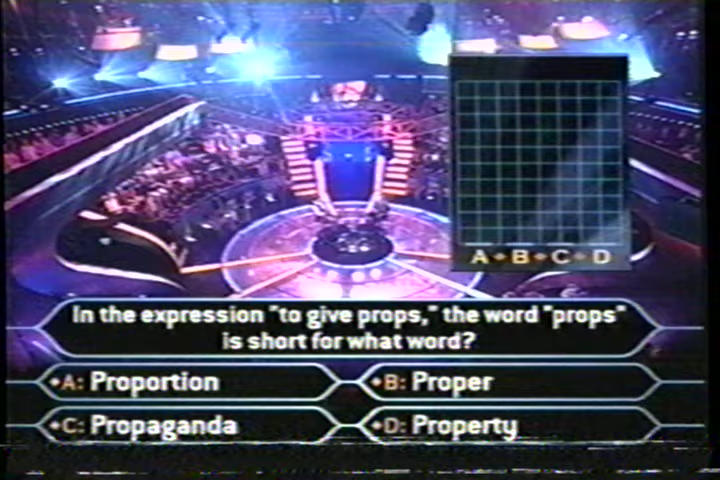 A B C D
In the expression "to give props," the word "props"
is short for what word?
A: Proportion
B: Proper
C: Propaganda
D: Property